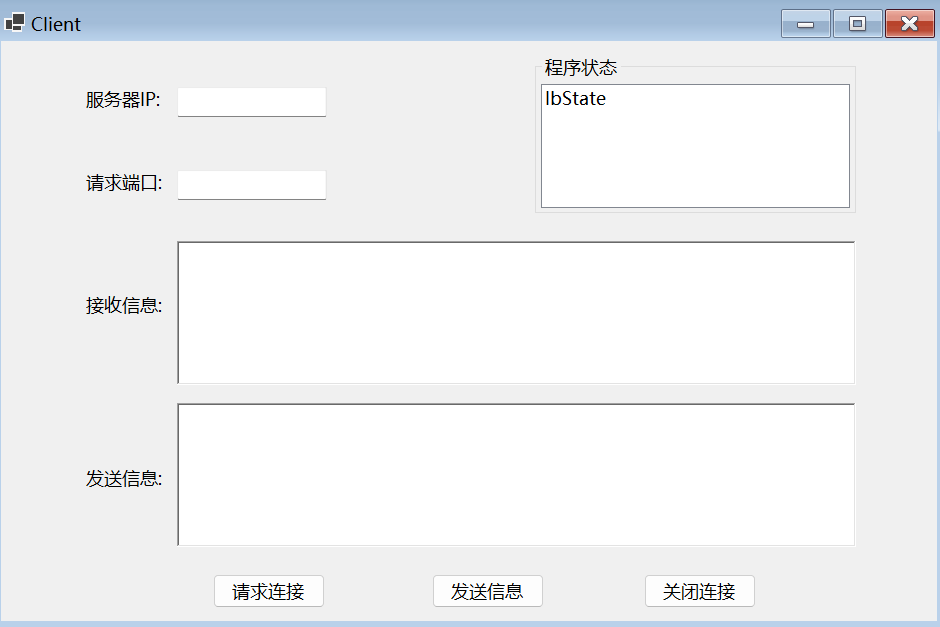 Client
程序状态
服务器IP:
lbState
请求端口:
接收信息:
发送信息:
请求连接
发送信息
关闭连接